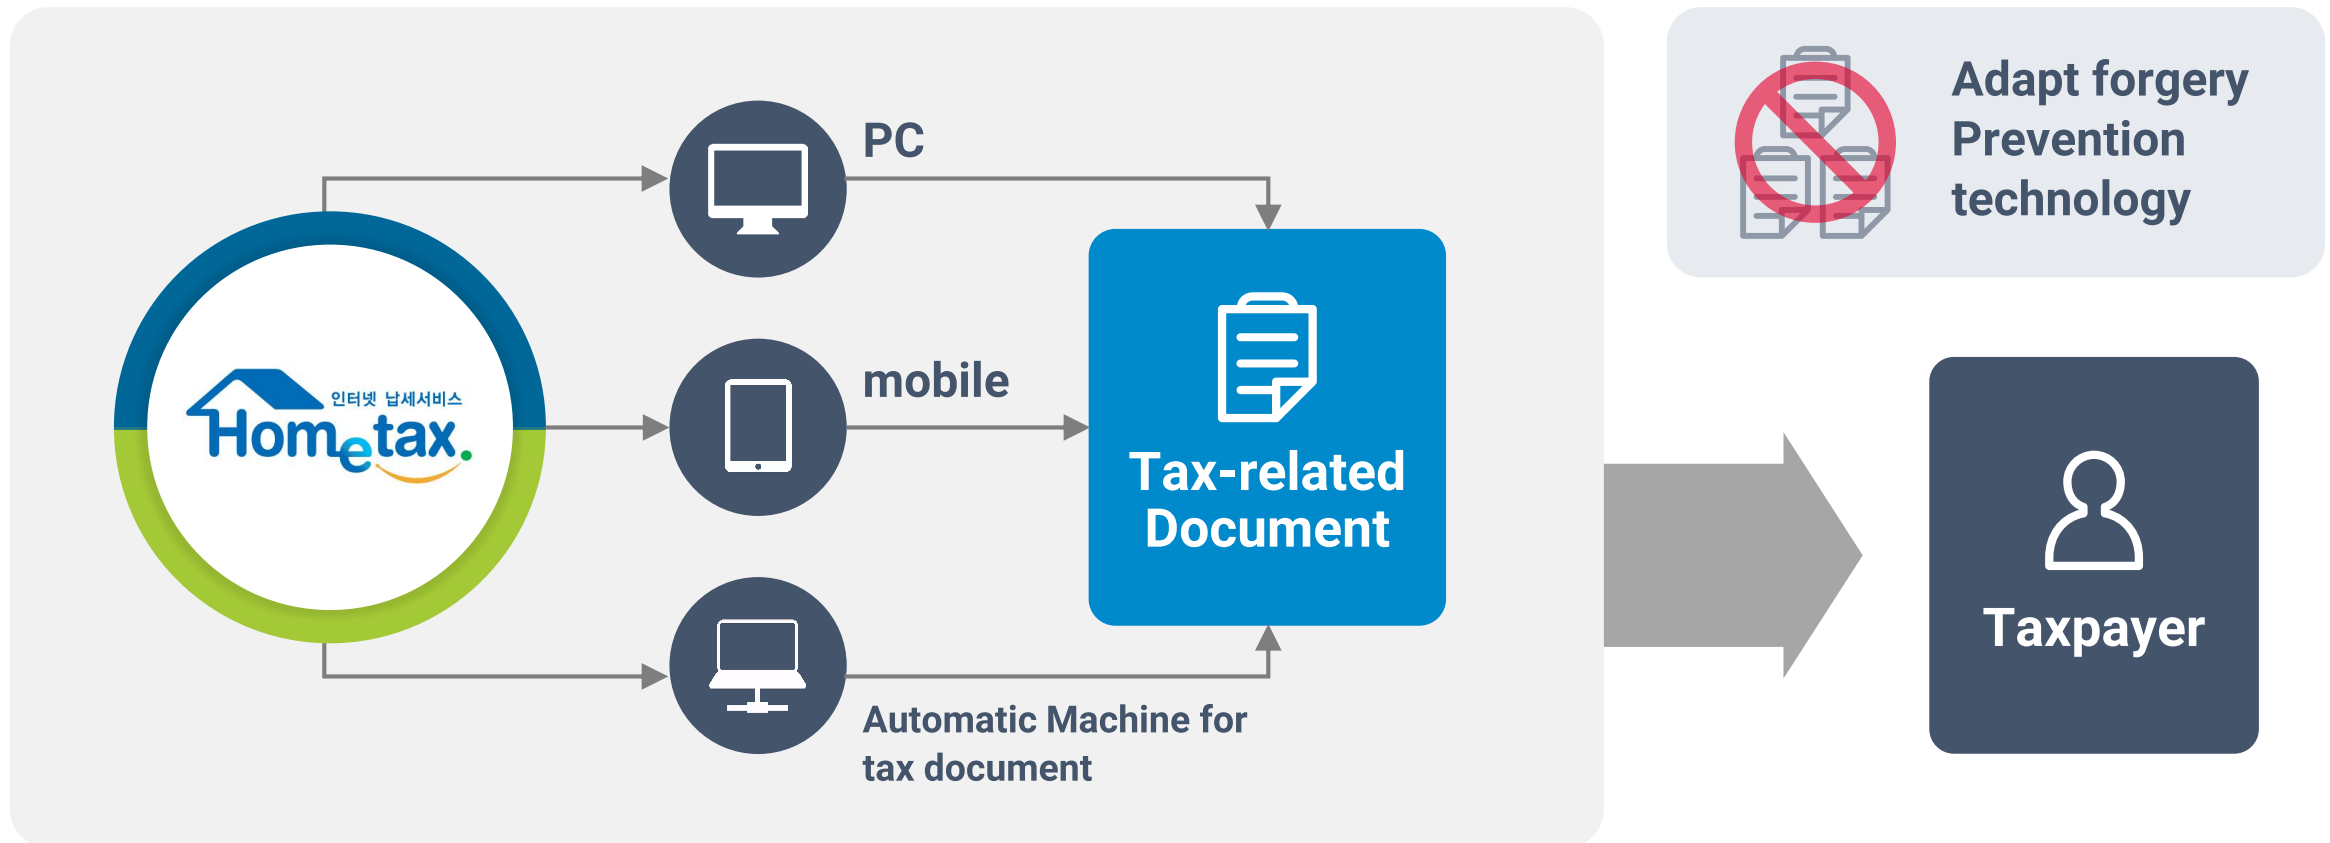 PC
인터넷 납세서비스
Hometax.
mobile
Automatic Machine for
tax document
Tax-related
Document
Adapt forgery
Prevention
technology
Taxpayer